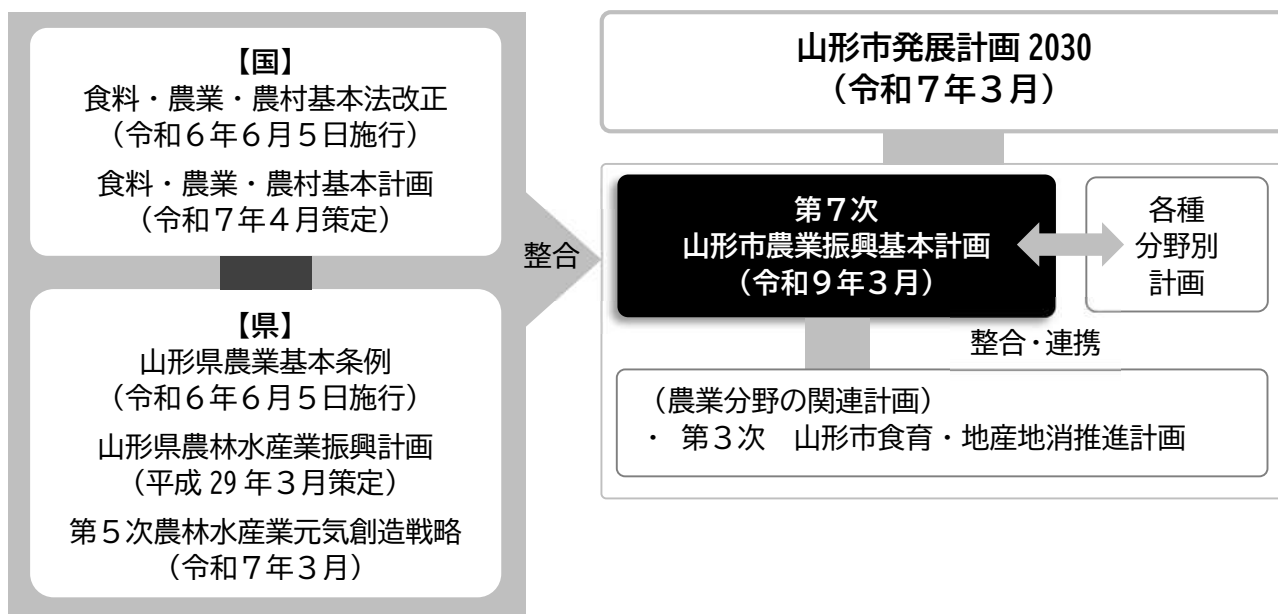 【国】
食料・農業・農村基本法改正
（令和６年６月５日施行）
食料・農業・農村基本計画
（令和７年４月策定）
【県】
山形県農業基本条例
（令和６年６月５日施行）
山形県農林水産業振興計画
（平成 29 年３月策定）
第５次農林水産業元気創造戦略
（令和７年３月）
整合
山形市発展計画 2030
（令和７年３月）
第７次
山形市農業振興基本計画
（令和９年３月）
各種
分野別
計画
整合・連携
（農業分野の関連計画）
・ 第３次　山形市食育・地産地消推進計画